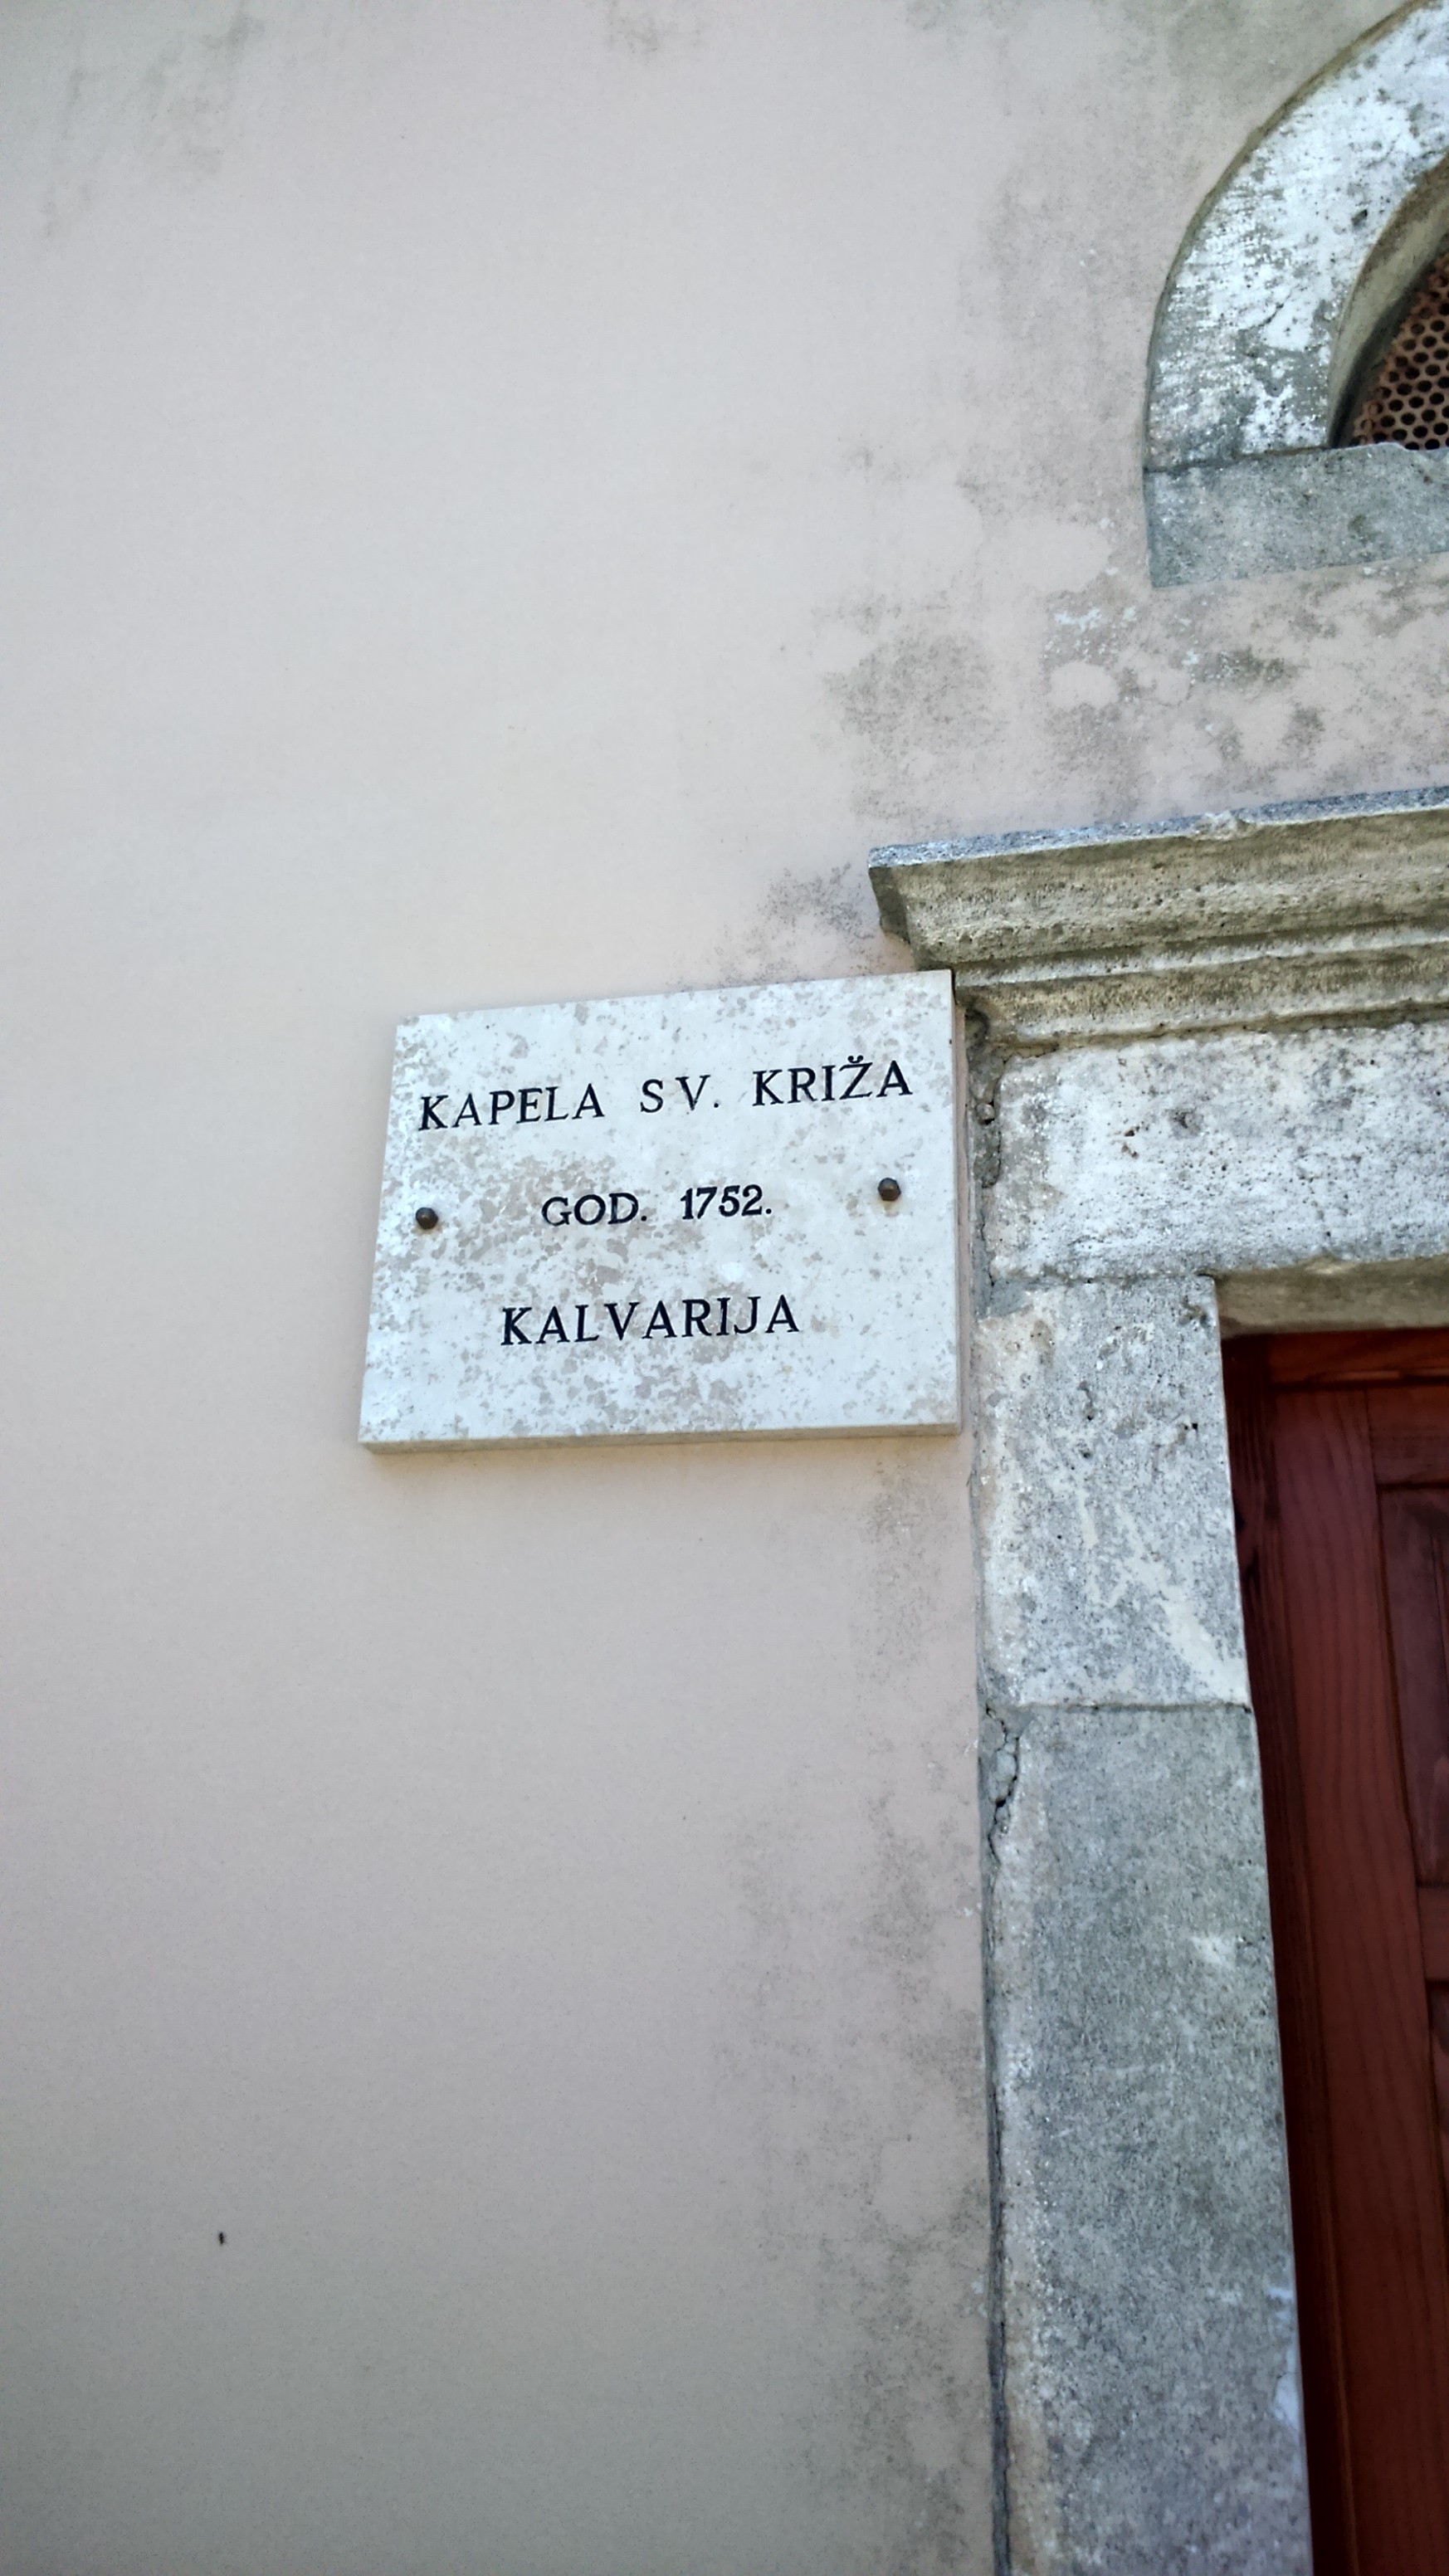 KAPELA SV. KRIŽA
GOD. 1752.
KALVARIJA